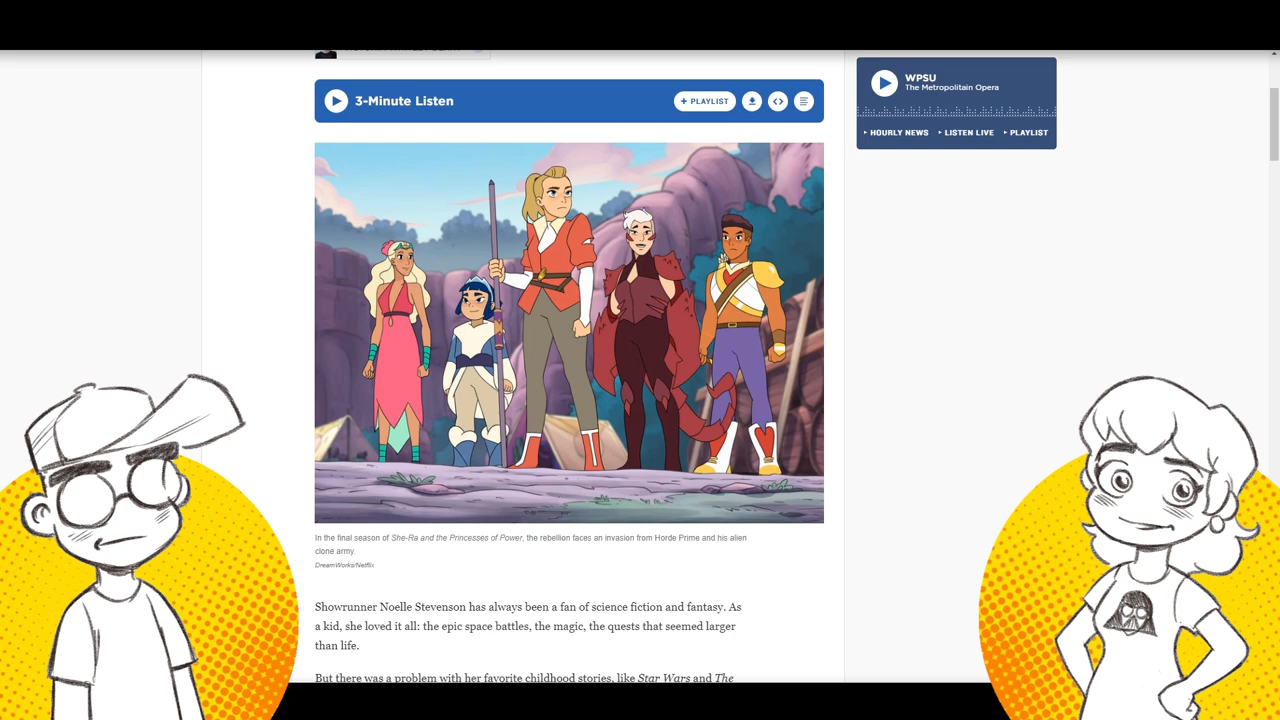 3-Minute Listen
+ PLAYLIST
WPSU
The Metropolitain Opera
HOURLY NEWS
LISTEN LIVE
PLAYLIST
In the final season of She-Ra and the Princesses of Power, the rebellion faces an invasion from Horde Prime and his alien
clone army.
DreamWorks/Netflix
Showrunner Noelle Stevenson has always been a fan of science fiction and fantasy. As
a kid, she loved it all: the epic space battles, the magic, the quests that seemed larger
than life.
But there was a problem with her favorite childhood stories, like Star Wars and The